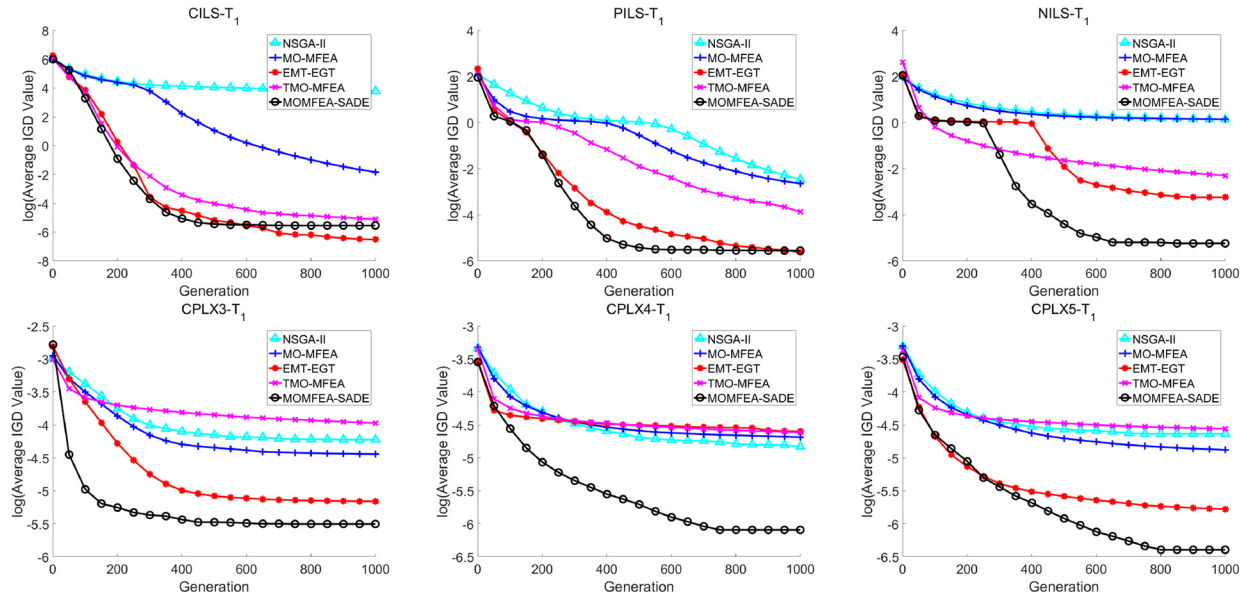 CILS-T1
log(Average IGD Value)
8
6
4
2
0
-2
-4
-6
-8
0 200 400 600 800 1000
Generation
NSGA-II
MO-MFEA
EMT-EGT
TMO-MFEA
MOMFEA-SADE
PILS-T1
log(Average IGD Value)
4
2
0
-2
-4
-6
0 200 400 600 800 1000
Generation
NSGA-II
MO-MFEA
EMT-EGT
TMO-MFEA
MOMFEA-SADE
NILS-T1
log(Average IGD Value)
4
2
0
-2
-4
-6
0 200 400 600 800 1000
Generation
NSGA-II
MO-MFEA
EMT-EGT
TMO-MFEA
MOMFEA-SADE
CPLX3-T1
log(Average IGD Value)
-2.5
-3
-3.5
-4
-4.5
-5
-5.5
-6
0 200 400 600 800 1000
Generation
NSGA-II
MO-MFEA
EMT-EGT
TMO-MFEA
MOMFEA-SADE
CPLX4-T1
log(Average IGD Value)
-3
-3.5
-4
-4.5
-5
-5.5
-6
-6.5
0 200 400 600 800 1000
Generation
NSGA-II
MO-MFEA
EMT-EGT
TMO-MFEA
MOMFEA-SADE
CPLX5-T1
log(Average IGD Value)
-3
-3.5
-4
-4.5
-5
-5.5
-6
-6.5
0 200 400 600 800 1000
Generation
NSGA-II
MO-MFEA
EMT-EGT
TMO-MFEA
MOMFEA-SADE